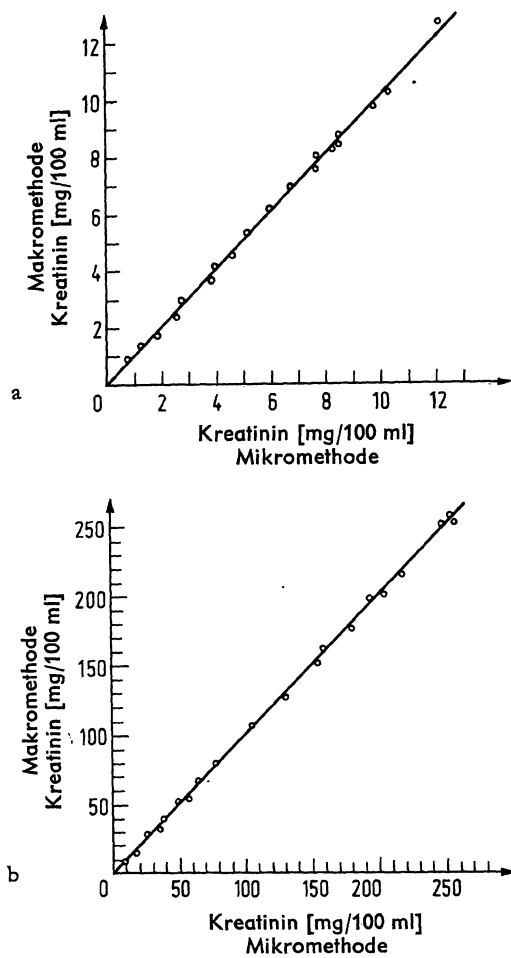 12
10
8
6
4
2
Makromethode
Kreatinin [mg/100 ml]
a
0 2 4 6 8 10 12
Kreatinin [mg/100 ml]
Mikromethode
250
200
150
100
50
Makromethode
Kreatinin [mg/100 ml]
b
0 50 100 150 200 250
Kreatinin [mg/100 ml]
Mikromethode